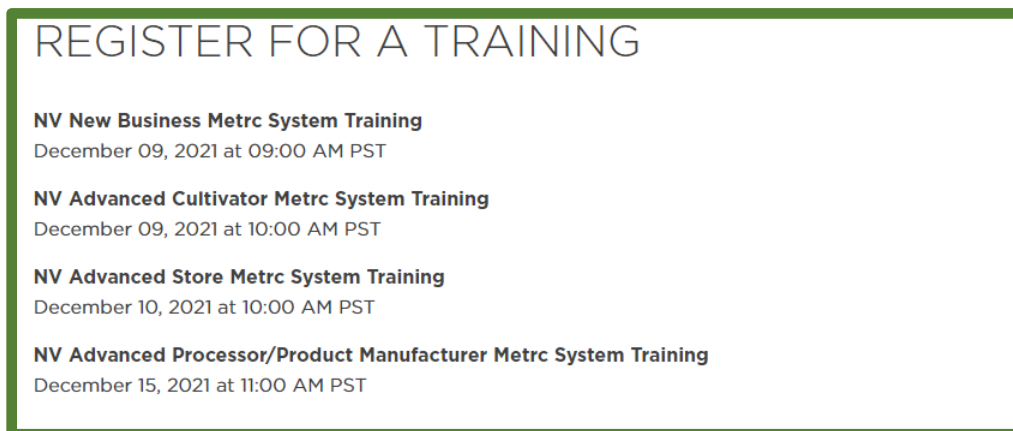 REGISTER FOR A TRAINING
NV New Business Metrc System Training
December 09, 2021 at 09:00 AM PST
NV Advanced Cultivator Metrc System Training
December 09, 2021 at 10:00 AM PST
NV Advanced Store Metrc System Training
December 10, 2021 at 10:00 AM PST
NV Advanced Processor/Product Manufacturer Metrc System Training
December 15, 2021 at 11:00 AM PST